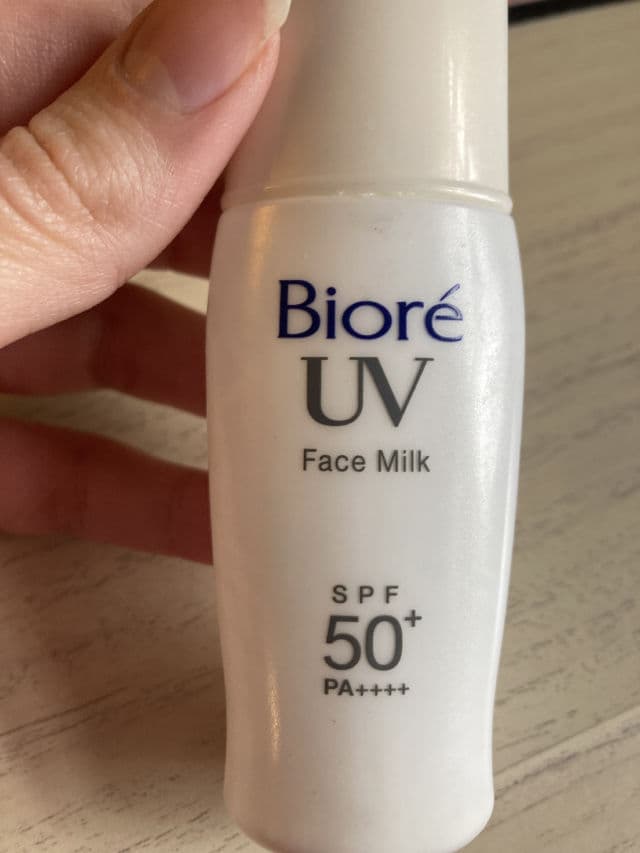 Bioré
UV
Face Milk
SPF
50+
PA++++